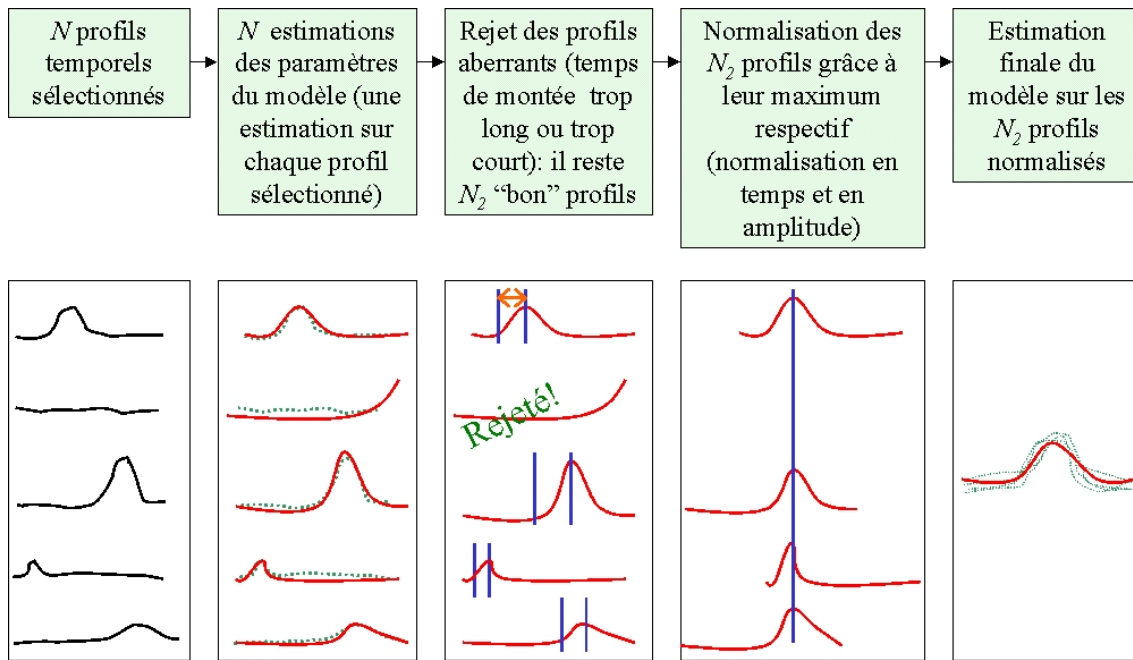 N profils
temporels
sélectionnés
N estimations
des paramètres
du modèle (une
estimation sur
chaque profil
sélectionné)
Rejet des profils
aberrants (temps
de montée trop
long ou trop
court): il reste
N₂ “bon” profils
Normalisation des
N₂ profils grâce à
leur maximum
respectif
(normalisation en
temps et en
amplitude)
Estimation
finale du
modèle sur les
N₂ profils
normalisés
Rejeté!